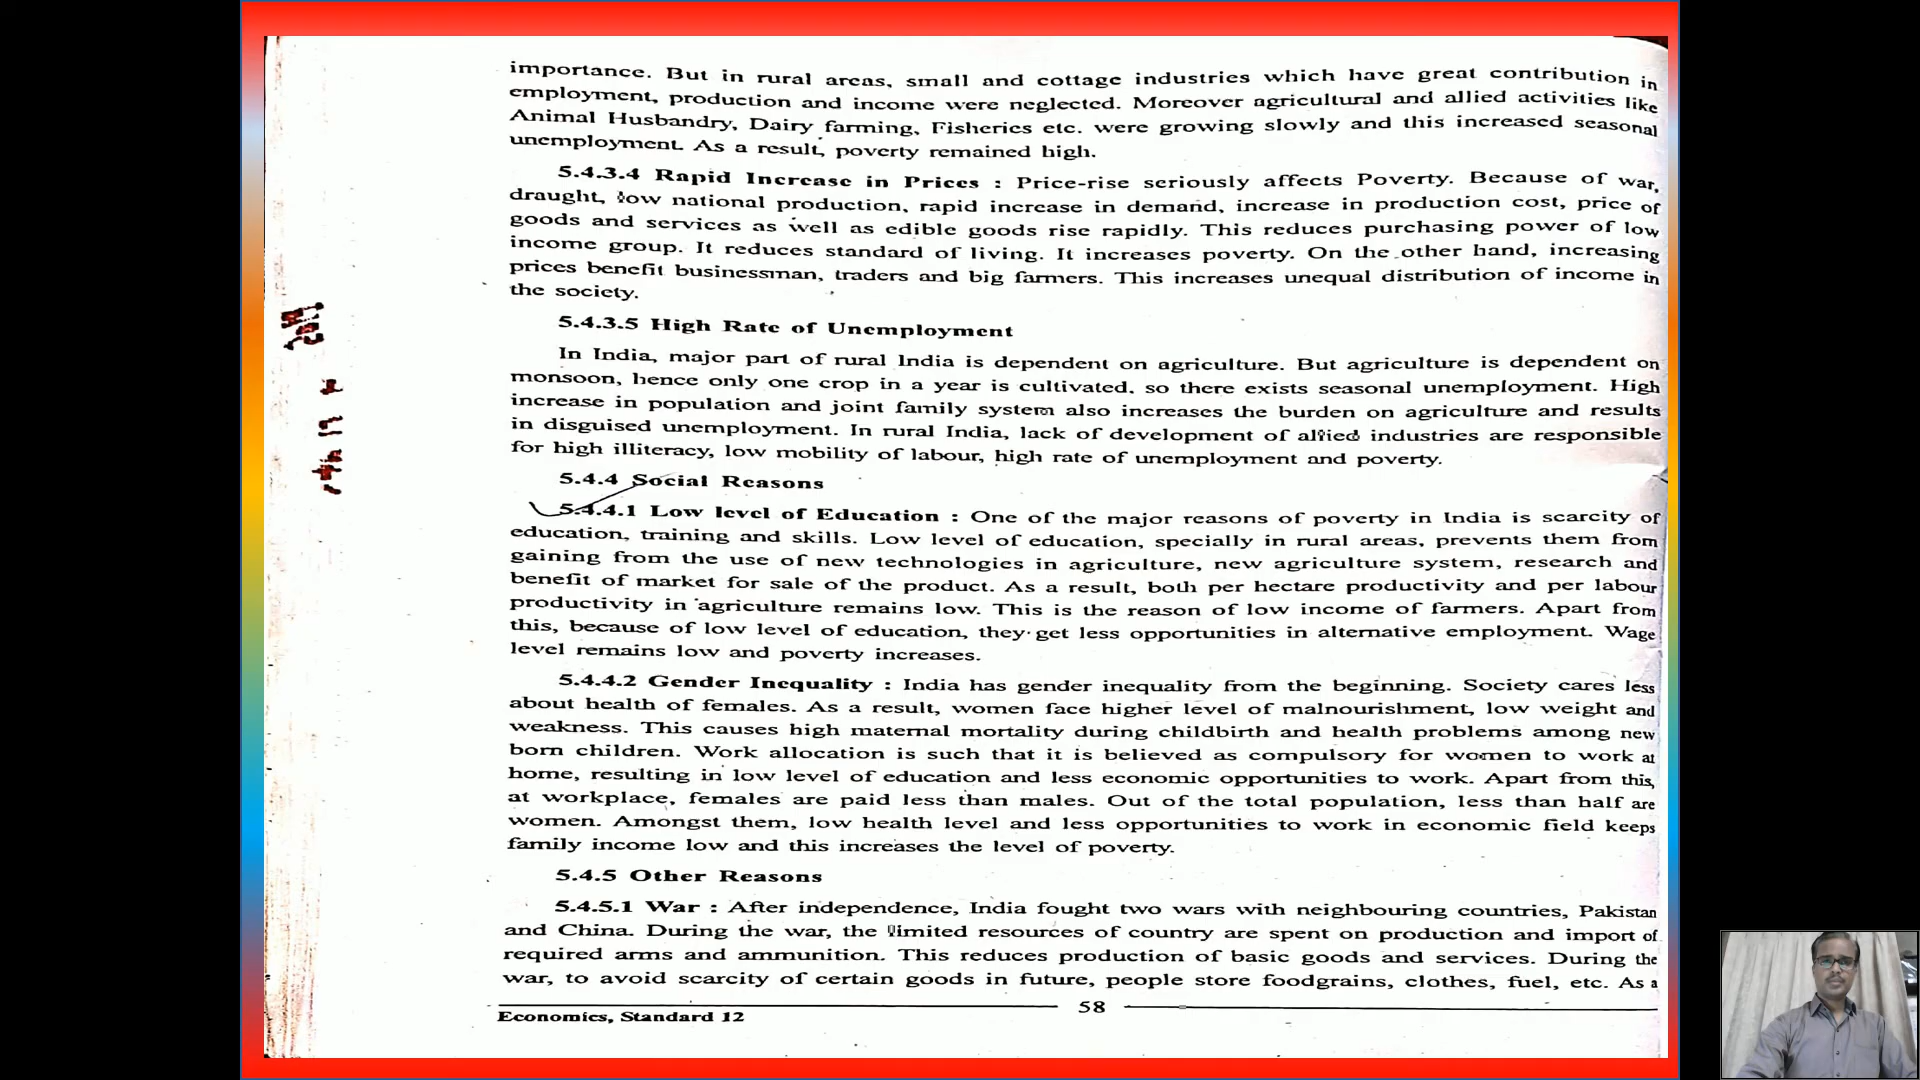 importance. But in rural areas, small and cottage industries which have great contribution in
employment, production and income were neglected. Moreover agricultural and allied activities like
Animal Husbandry, Dairy farming, Fisheries etc. were growing slowly and this increased seasonal
unemployment. As a result, poverty remained high.
5.4.3.4 Rapid Increase in Prices : Price-rise seriously affects Poverty. Because of war,
draught, low national production, rapid increase in demand, increase in production cost, price of
goods and services as well as edible goods rise rapidly. This reduces purchasing power of low
income group. It reduces standard of living. It increases poverty. On the other hand, increasing
prices benefit businessman, traders and big farmers. This increases unequal distribution of income in
the society.
5.4.3.5 High Rate of Unemployment
In India, major part of rural India is dependent on agriculture. But agriculture is dependent on
monsoon, hence only one crop in a year is cultivated, so there exists seasonal unemployment. High
increase in population and joint family system also increases the burden on agriculture and results
in disguised unemployment. In rural India, lack of development of allied industries are responsible
for high illiteracy, low mobility of labour, high rate of unemployment and poverty.
5.4.4 Social Reasons
5.4.4.1 Low level of Education : One of the major reasons of poverty in India is scarcity of
education, training and skills. Low level of education, specially in rural areas, prevents them from
gaining from the use of new technologies in agriculture, new agriculture system, research and
benefit of market for sale of the product. As a result, both per hectare productivity and per labour
productivity in agriculture remains low. This is the reason of low income of farmers. Apart from
this, because of low level of education, they get less opportunities in alternative employment. Wage
level remains low and poverty increases.
5.4.4.2 Gender Inequality : India has gender inequality from the beginning. Society cares less
about health of females. As a result, women face higher level of malnourishment, low weight and
weakness. This causes high maternal mortality during childbirth and health problems among new
born children. Work allocation is such that it is believed as compulsory for women to work at
home, resulting in low level of education and less economic opportunities to work. Apart from this,
at workplace, females are paid less than males. Out of the total population, less than half are
women. Amongst them, low health level and less opportunities to work in economic field keeps
family income low and this increases the level of poverty.
5.4.5 Other Reasons
5.4.5.1 War : After independence, India fought two wars with neighbouring countries, Pakistan
and China. During the war, the limited resources of country are spent on production and import of
required arms and ammunition. This reduces production of basic goods and services. During the
war, to avoid scarcity of certain goods in future, people store foodgrains, clothes, fuel, etc. As a
58
Economics, Standard 12